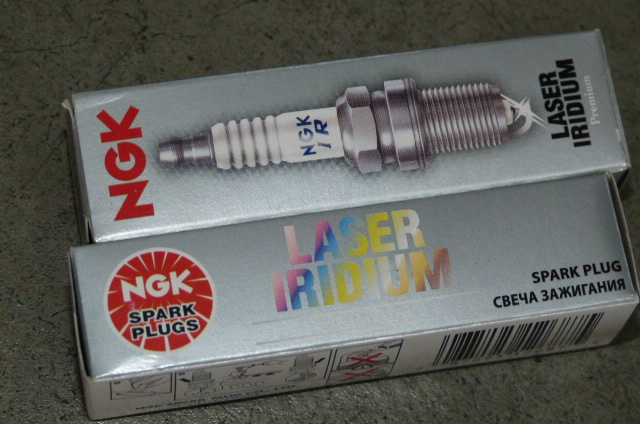 NGK
NGK
IR
LASER
IRIDIUM
Premium
NGK
SPARK
PLUGS
LASER
IRIDIUM
SPARK PLUG
СВЕЧА ЗАЖИГАНИЯ